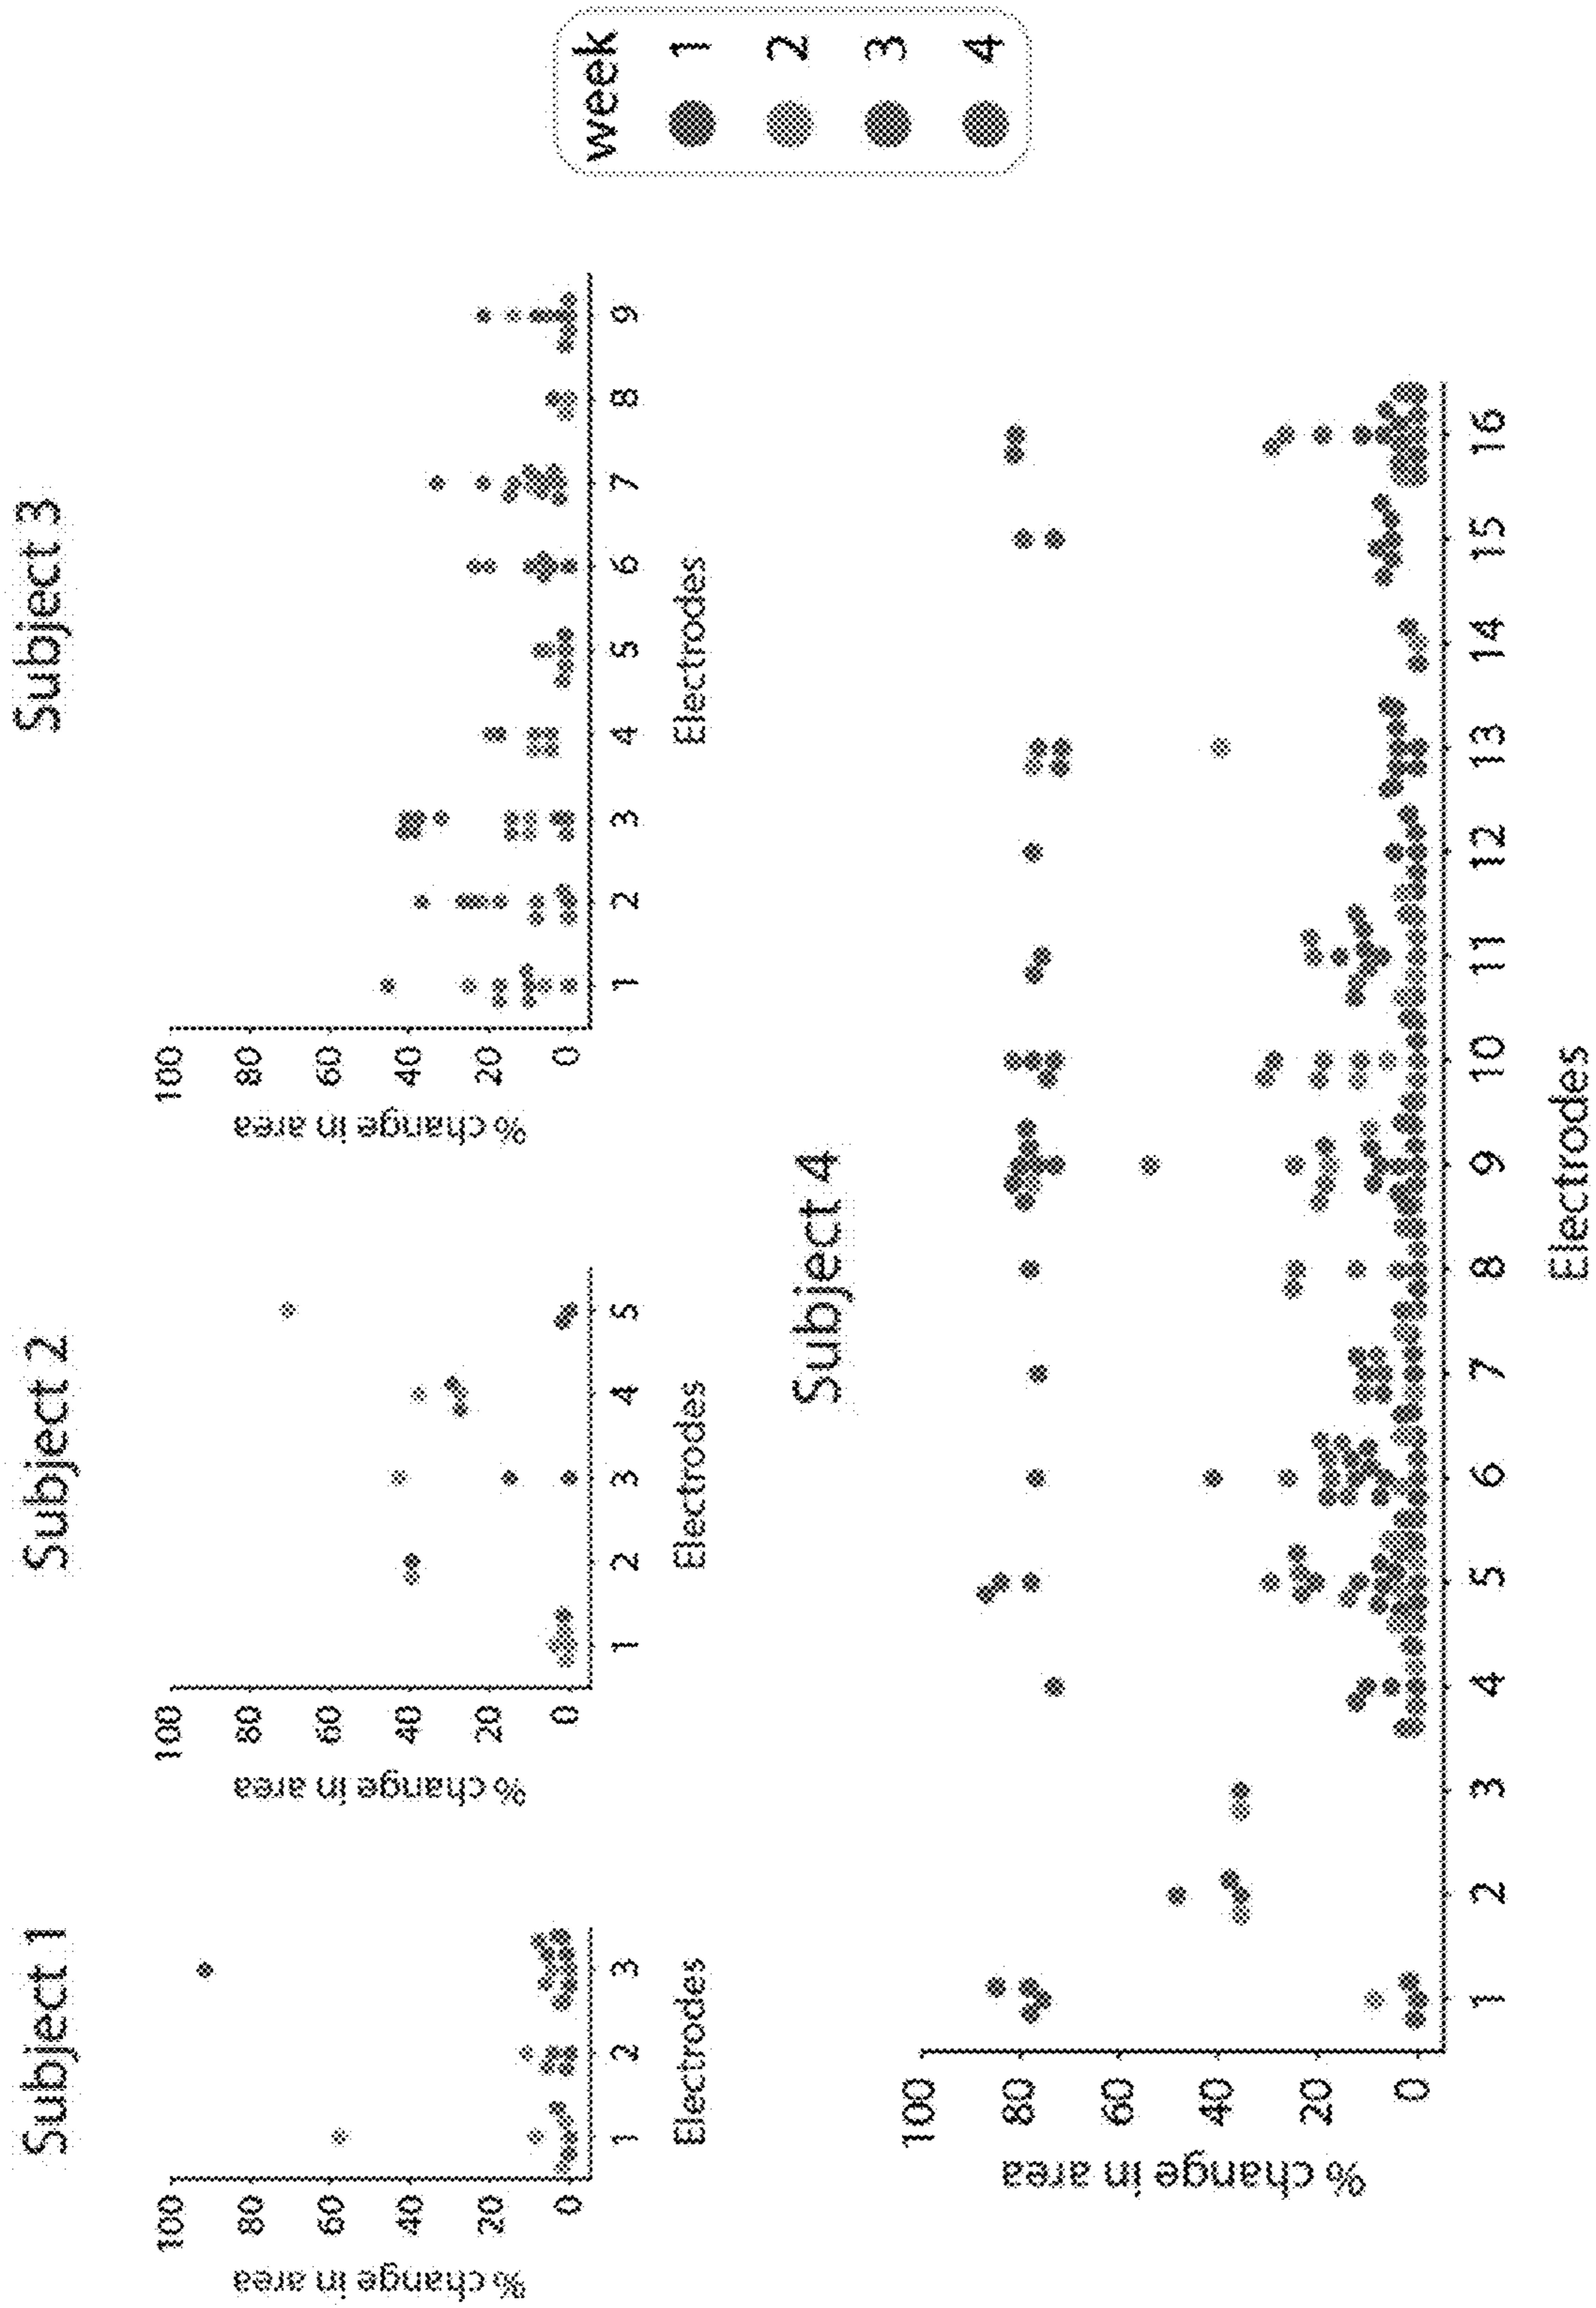 Subject 1
% change in area
100
80
60
40
20
0
1 2 3
Electrodes
Subject 2
% change in area
100
80
60
40
20
0
1 2 3 4 5
Electrodes
Subject 3
% change in area
100
80
60
40
20
0
1 2 3 4 5 6 7 8 9
Electrodes
week
1
2
3
4
Subject 4
% change in area
100
80
60
40
20
0
1 2 3 4 5 6 7 8 9 10 11 12 13 14 15 16
Electrodes